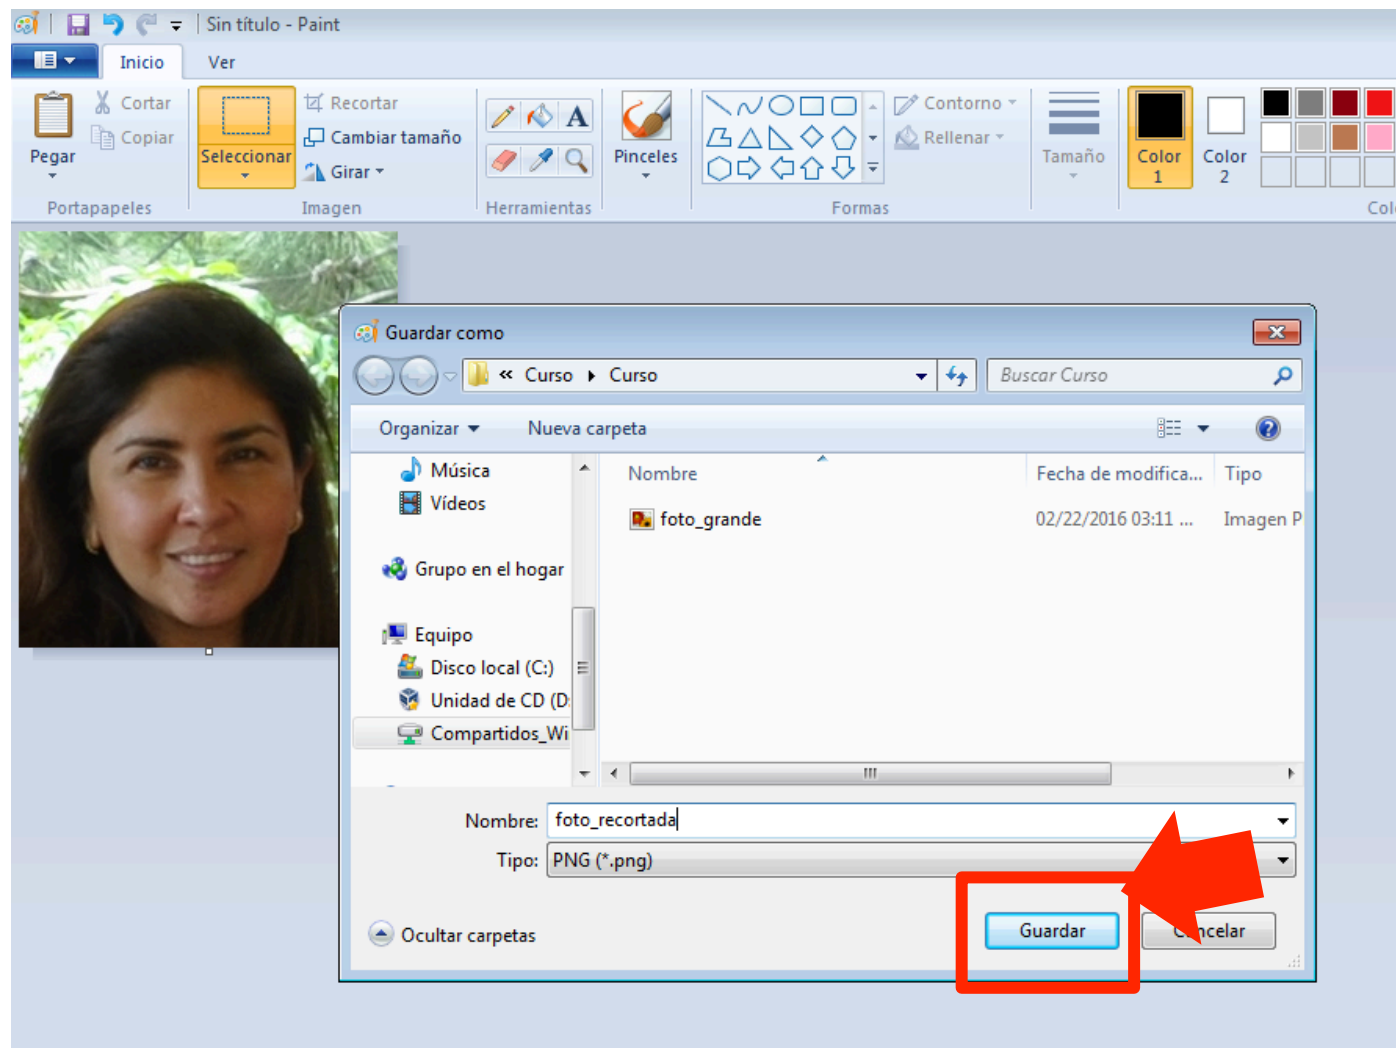 Sin título - Paint
Inicio Ver
Pegar Cortar Copiar
Seleccionar Recortar Cambiar tamaño Girar
A
Pinceles
Contorno Rellenar
Tamaño
Color 1
Color 2
Portapapeles Imagen Herramientas Formas
Guardar como
« Curso Curso
Buscar Curso
Organizar Nueva carpeta
Música
Vídeos
Grupo en el hogar
Equipo
Disco local (C:)
Unidad de CD (D:
Compartidos_Wi
Nombre Fecha de modifica... Tipo
foto_grande 02/22/2016 03:11 ... Imagen P
Nombre: foto_recortada
Tipo: PNG (*.png)
Ocultar carpetas
Guardar